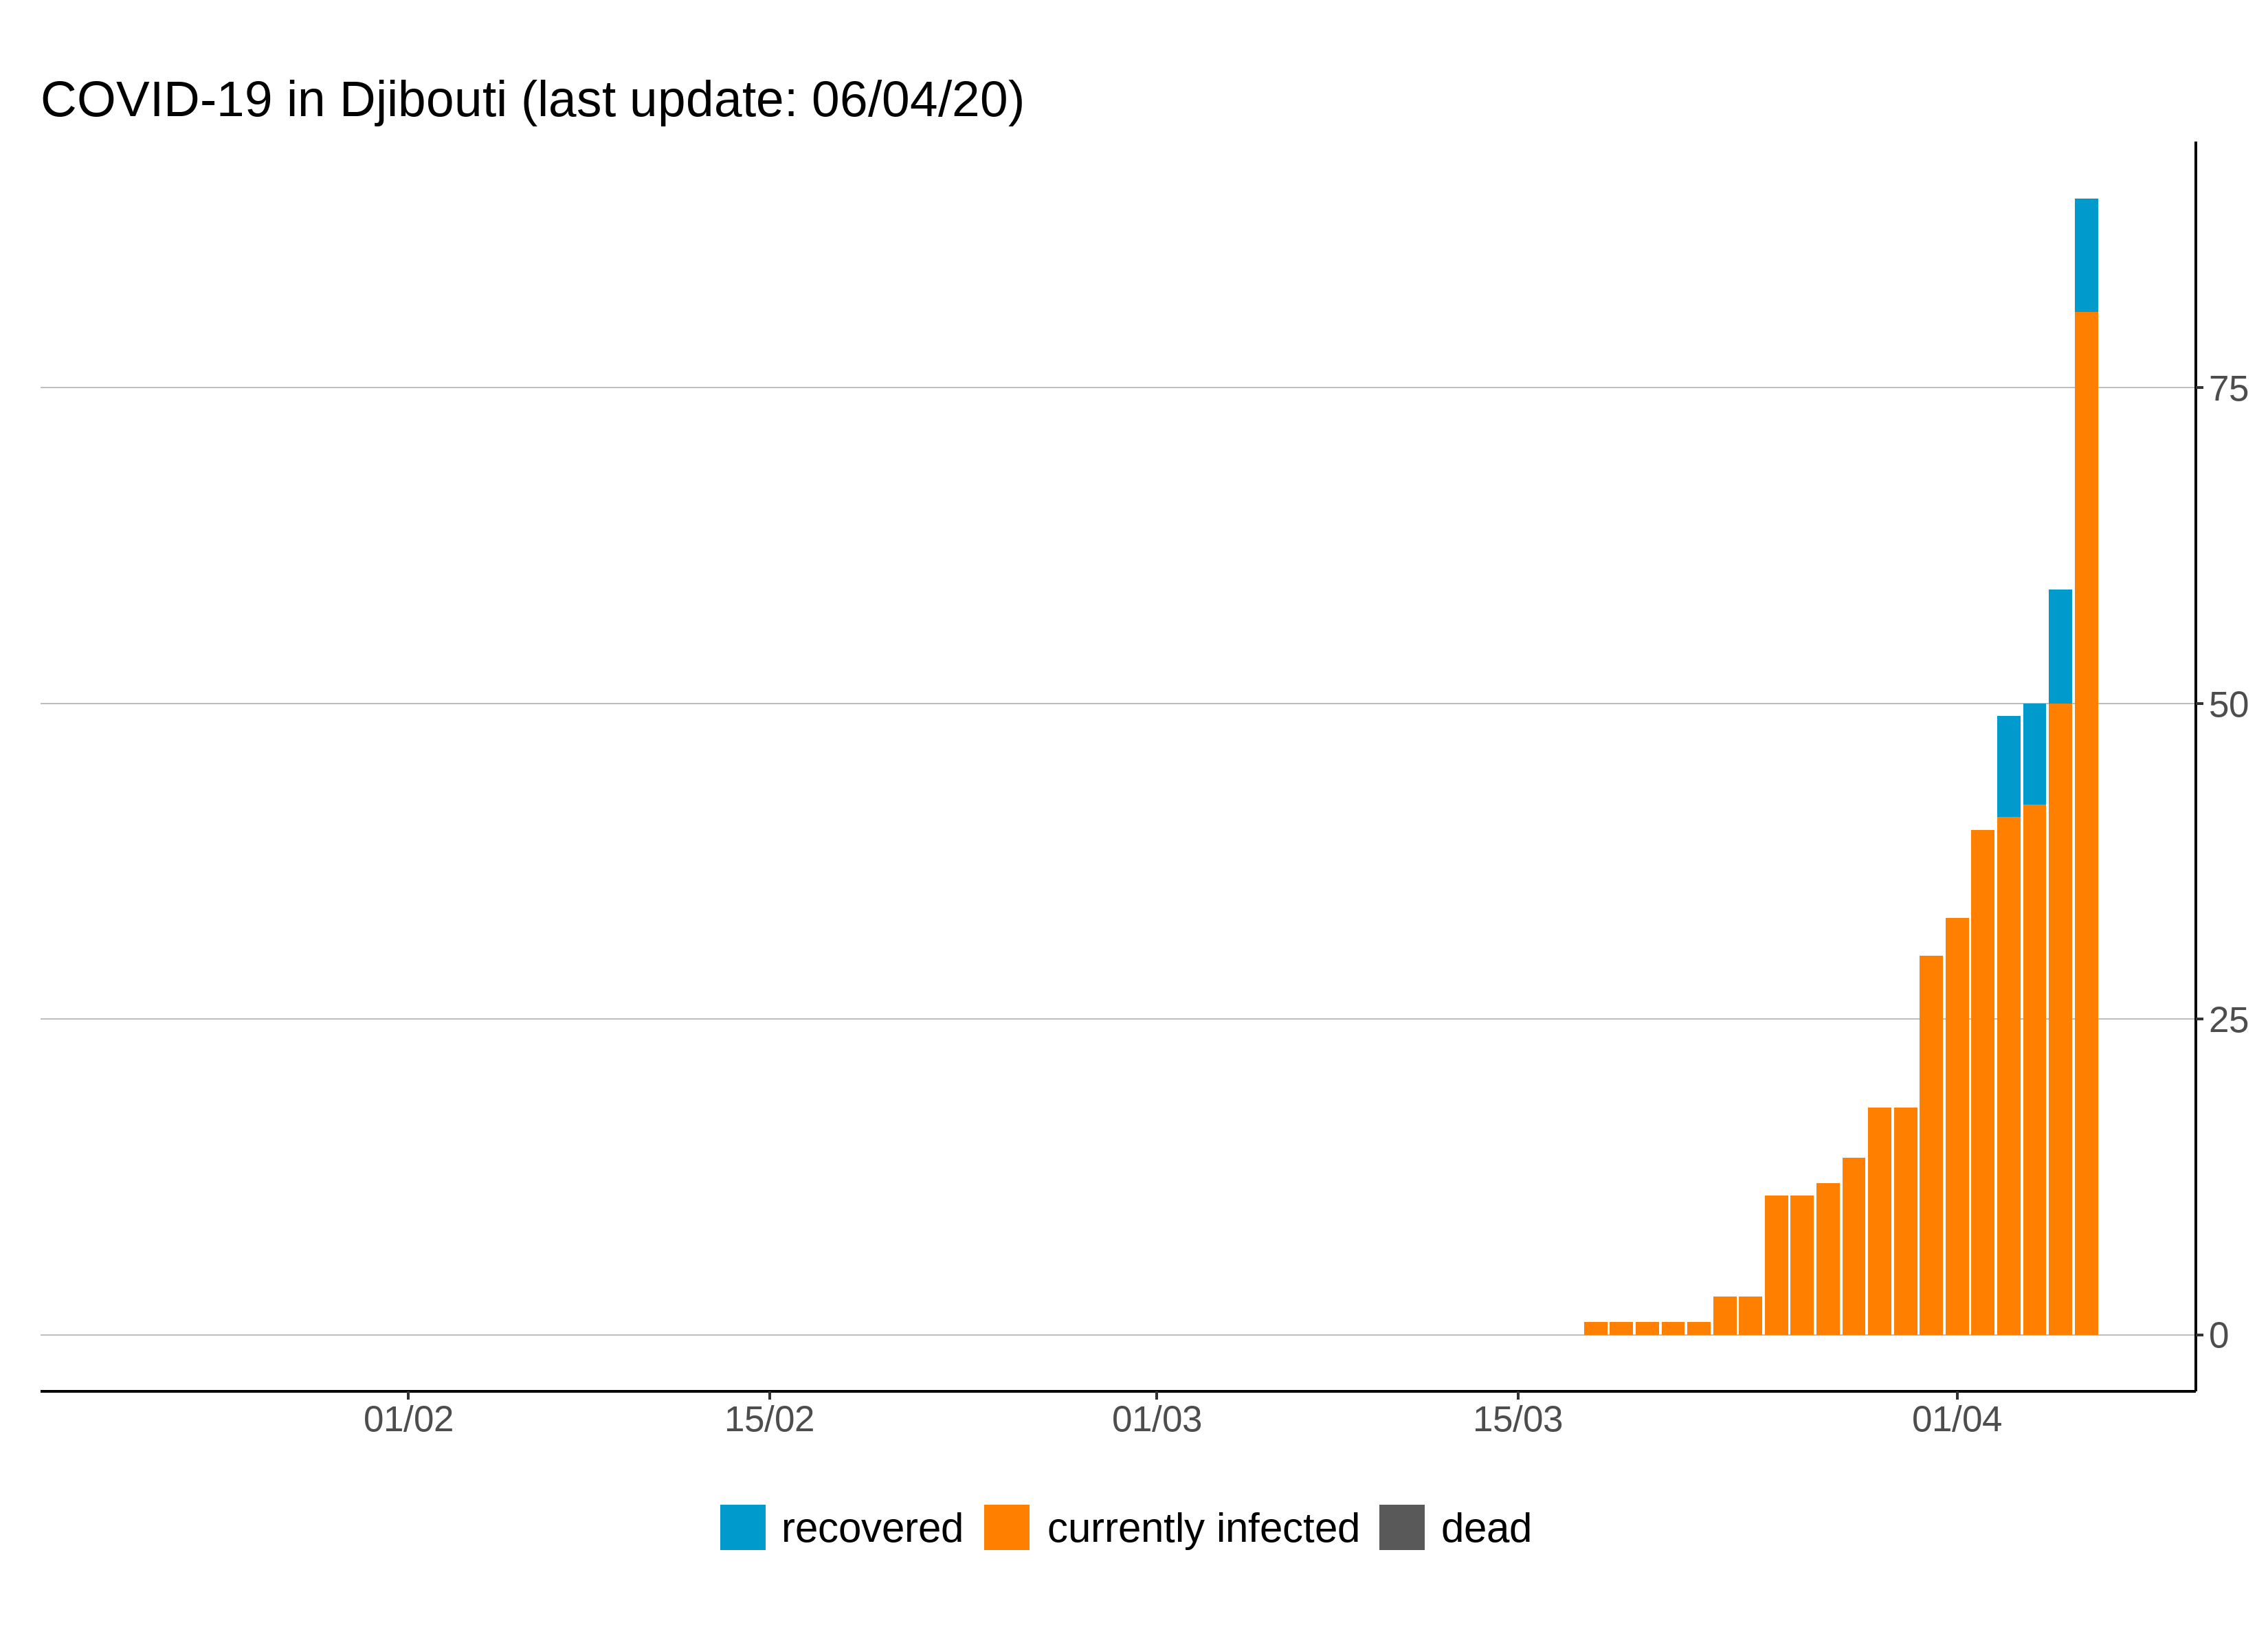 COVID-19 in Djibouti (last update: 06/04/20)
75
50
25
0
01/02 15/02 01/03 15/03 01/04
recovered currently infected dead